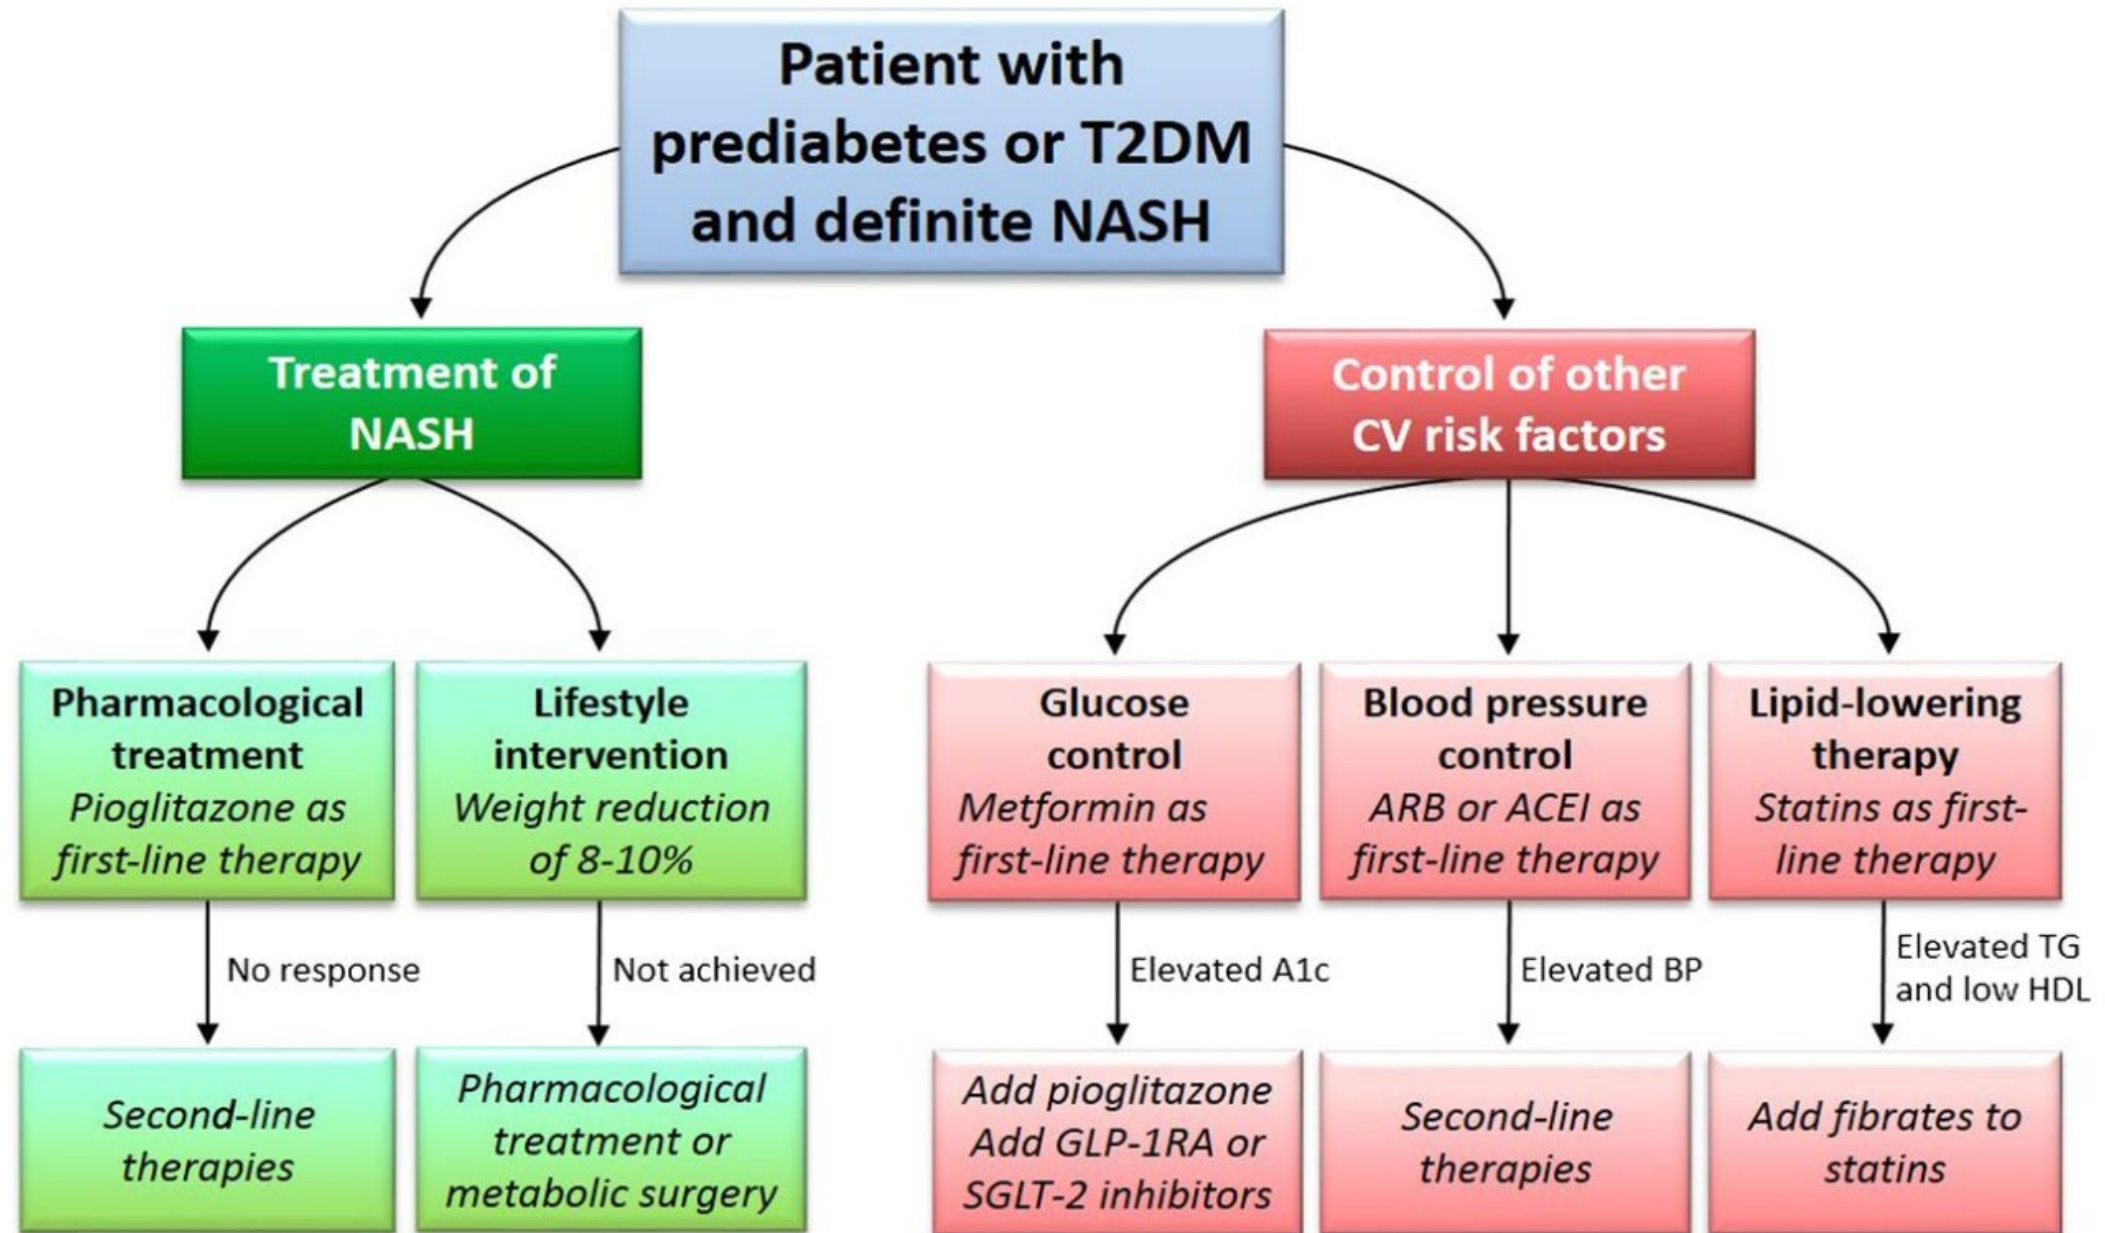 Patient with
prediabetes or T2DM
and definite NASH
Treatment of
NASH
Control of other
CV risk factors
Pharmacological
treatment
Pioglitazone as
first-line therapy
Lifestyle
intervention
Weight reduction
of 8-10%
Glucose
control
Metformin as
first-line therapy
Blood pressure
control
ARB or ACEI as
first-line therapy
Lipid-lowering
therapy
Statins as first-
line therapy
No response
Not achieved
Elevated A1c
Elevated BP
Elevated TG
and low HDL
Second-line
therapies
Pharmacological
treatment or
metabolic surgery
Add pioglitazone
Add GLP-1RA or
SGLT-2 inhibitors
Second-line
therapies
Add fibrates to
statins